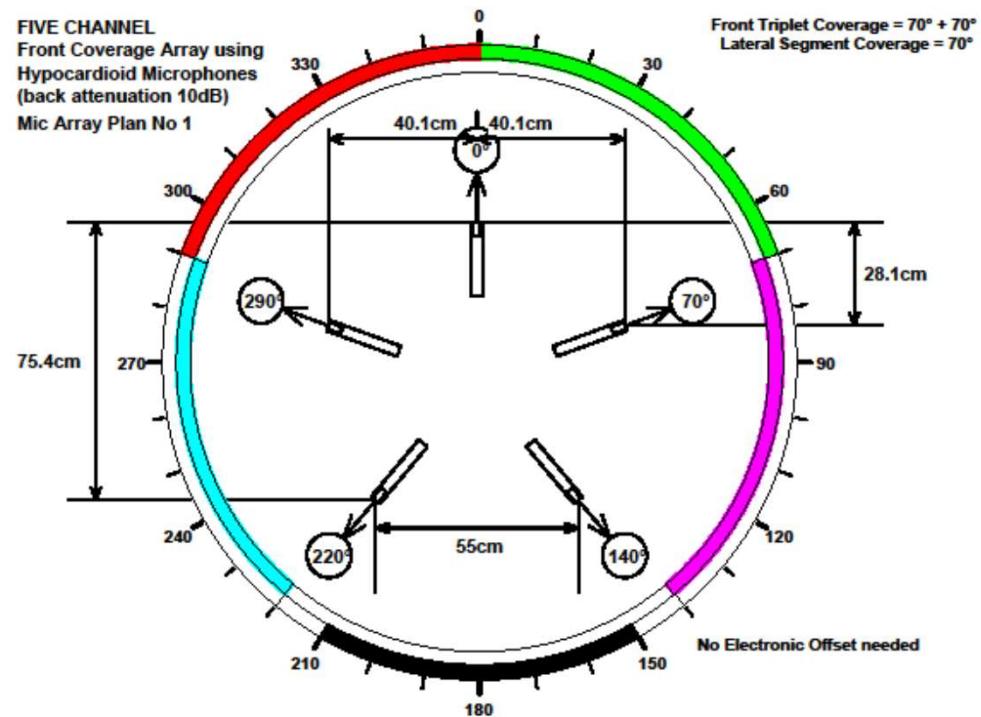 FIVE CHANNEL
Front Coverage Array using
Hypocardioid Microphones
(back attenuation 10dB)
Mic Array Plan No 1
Front Triplet Coverage = 70° + 70°
Lateral Segment Coverage = 70°
0
330
30
40.1cm
40.1cm
0°
300
60
290°
70°
28.1cm
75.4cm
270
90
240
120
220°
55cm
140°
210
150
No Electronic Offset needed
180